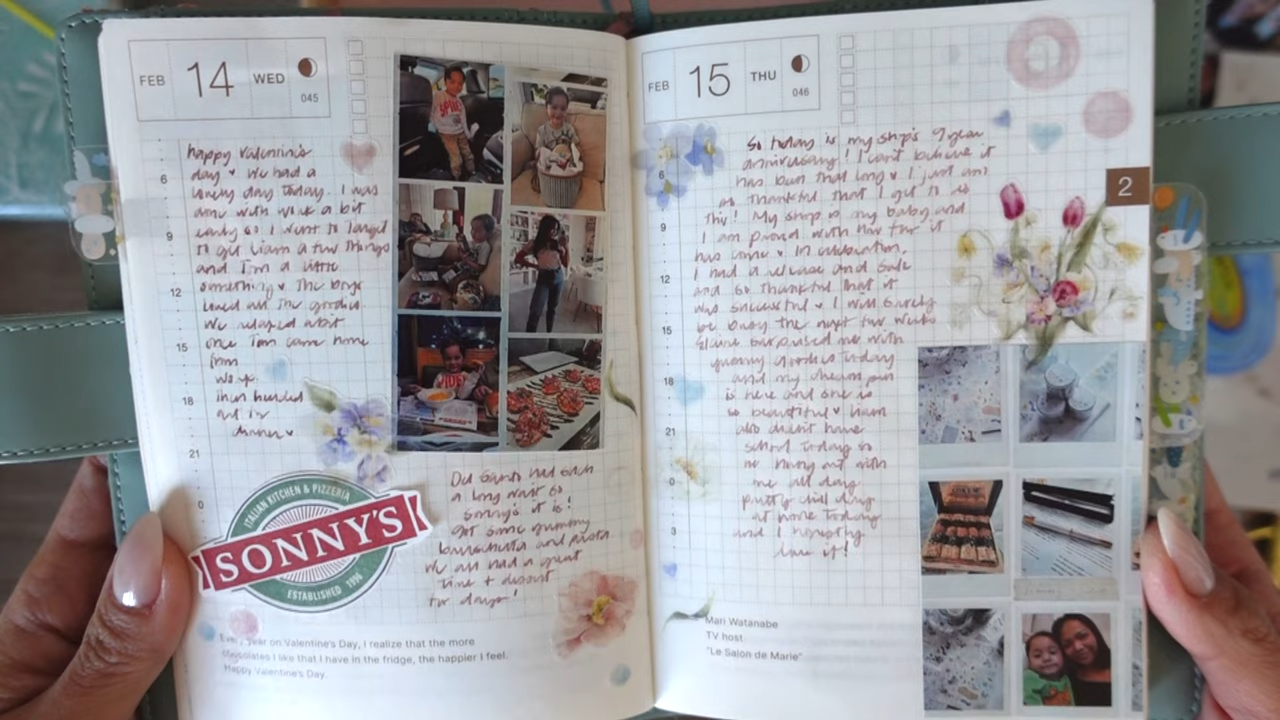 FEB 14 WED
045
happy Valentine's
day ♥ We had a
lovely day today. I was
done with work a bit
early so I went to Target
to get Liam a few things
and Tom a little
something ♥ The boys
loved all the goodies
We relaxed a bit
once Tom came home
from
work
then headed
out for
dinner ♥
6
9
12
15
18
21
0
ITALIAN KITCHEN & PIZZERIA
SONNY'S
ESTABLISHED 1996
had such
a long wait so
Sonny's it is!
Got some yummy
bruschetta and pasta
We all had a great
time + dessert
for days!
Every year on Valentine's Day, I realize that the more
chocolates I like that I have in the fridge, the happier I feel.
Happy Valentine's Day.
FEB 15 THU
046
2
So today is my shop's 9 year
anniversary! I can't believe it
has been that long ♥ I just am
so thankful that I get to do
this! My shop is my baby and
I am proud with how far it
has come ♥ In celebration,
I had a release and sale
and so thankful that it
was successful ♥ I will surely
be busy the next few weeks
Elaine surprised me with
yummy goodies today
and my dream pen
is here and one is
so beautiful ♥ Liam
also didn't have
school today so
he hung out with
me all day
pretty chill day
at home today
and I honestly
love it!
6
9
12
15
18
21
0
3
Mari Watanabe
TV host
"Le Salon de Marie"